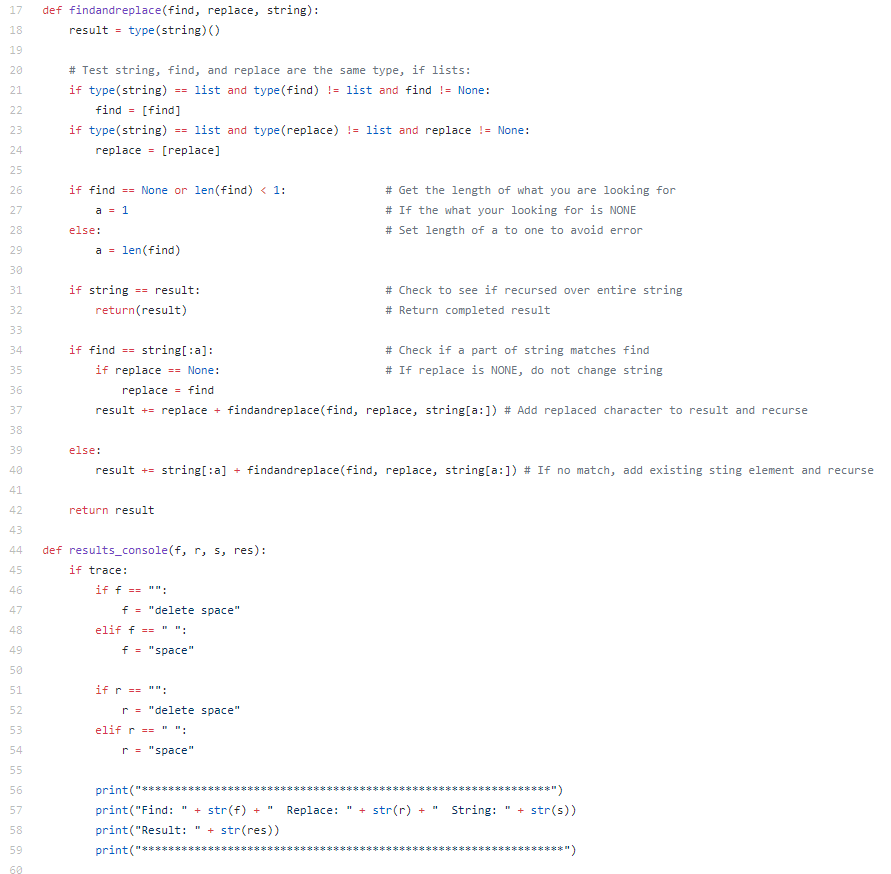 17 def findandreplace(find, replace, string):
18     result = type(string)()
19
20     # Test string, find, and replace are the same type, if lists:
21     if type(string) == list and type(find) != list and find != None:
22         find = [find]
23     if type(string) == list and type(replace) != list and replace != None:
24         replace = [replace]
25
26     if find == None or len(find) < 1:               # Get the length of what you are looking for
27         a = 1                                       # If the what your looking for is NONE
28     else:                                           # Set length of a to one to avoid error
29         a = len(find)
30
31     if string == result:                            # Check to see if recursed over entire string
32         return(result)                              # Return completed result
33
34     if find == string[:a]:                          # Check if a part of string matches find
35         if replace == None:                         # If replace is NONE, do not change string
36             replace = find
37         result += replace + findandreplace(find, replace, string[a:]) # Add replaced character to result and recurse
38
39     else:
40         result += string[:a] + findandreplace(find, replace, string[a:]) # If no match, add existing sting element and recurse
41
42     return result
43
44 def results_console(f, r, s, res):
45     if trace:
46         if f == "":
47             f = "delete space"
48         elif f == " ":
49             f = "space"
50
51         if r == "":
52             r = "delete space"
53         elif r == " ":
54             r = "space"
55
56         print("**************************************************************")
57         print("Find: " + str(f) + "  Replace: " + str(r) + "  String: " + str(s))
58         print("Result: " + str(res))
59         print("****************************************************************")
60